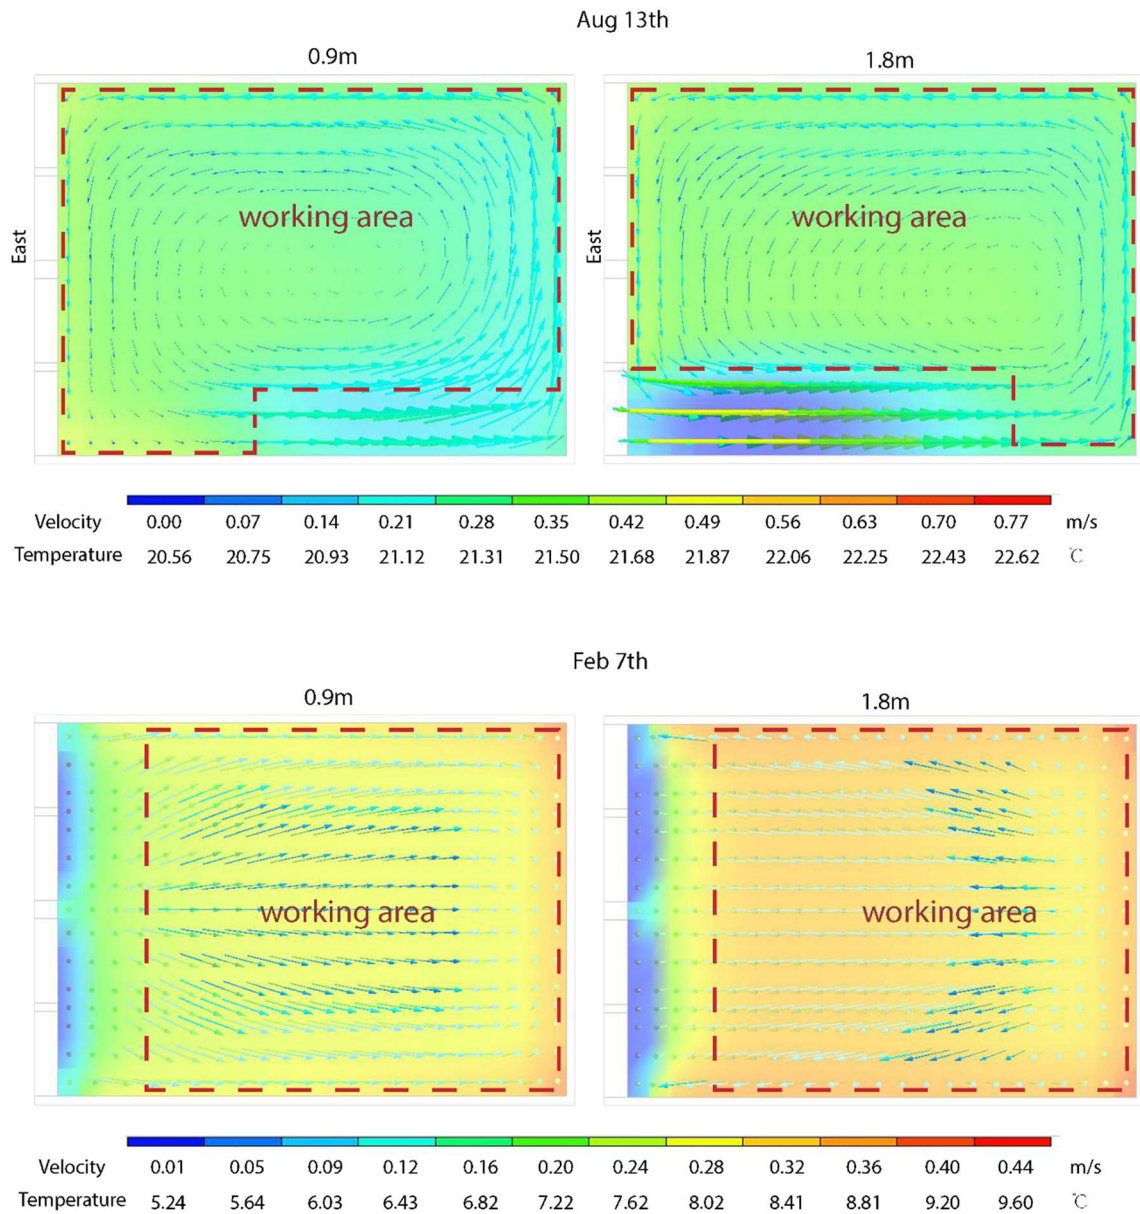 Aug 13th
0.9m
1.8m
East
working area
East
working area
Velocity 0.00 0.07 0.14 0.21 0.28 0.35 0.42 0.49 0.56 0.63 0.70 0.77 m/s
Temperature 20.56 20.75 20.93 21.12 21.31 21.50 21.68 21.87 22.06 22.25 22.43 22.62 ℃
Feb 7th
0.9m
1.8m
working area
working area
Velocity 0.01 0.05 0.09 0.12 0.16 0.20 0.24 0.28 0.32 0.36 0.40 0.44 m/s
Temperature 5.24 5.64 6.03 6.43 6.82 7.22 7.62 8.02 8.41 8.81 9.20 9.60 ℃